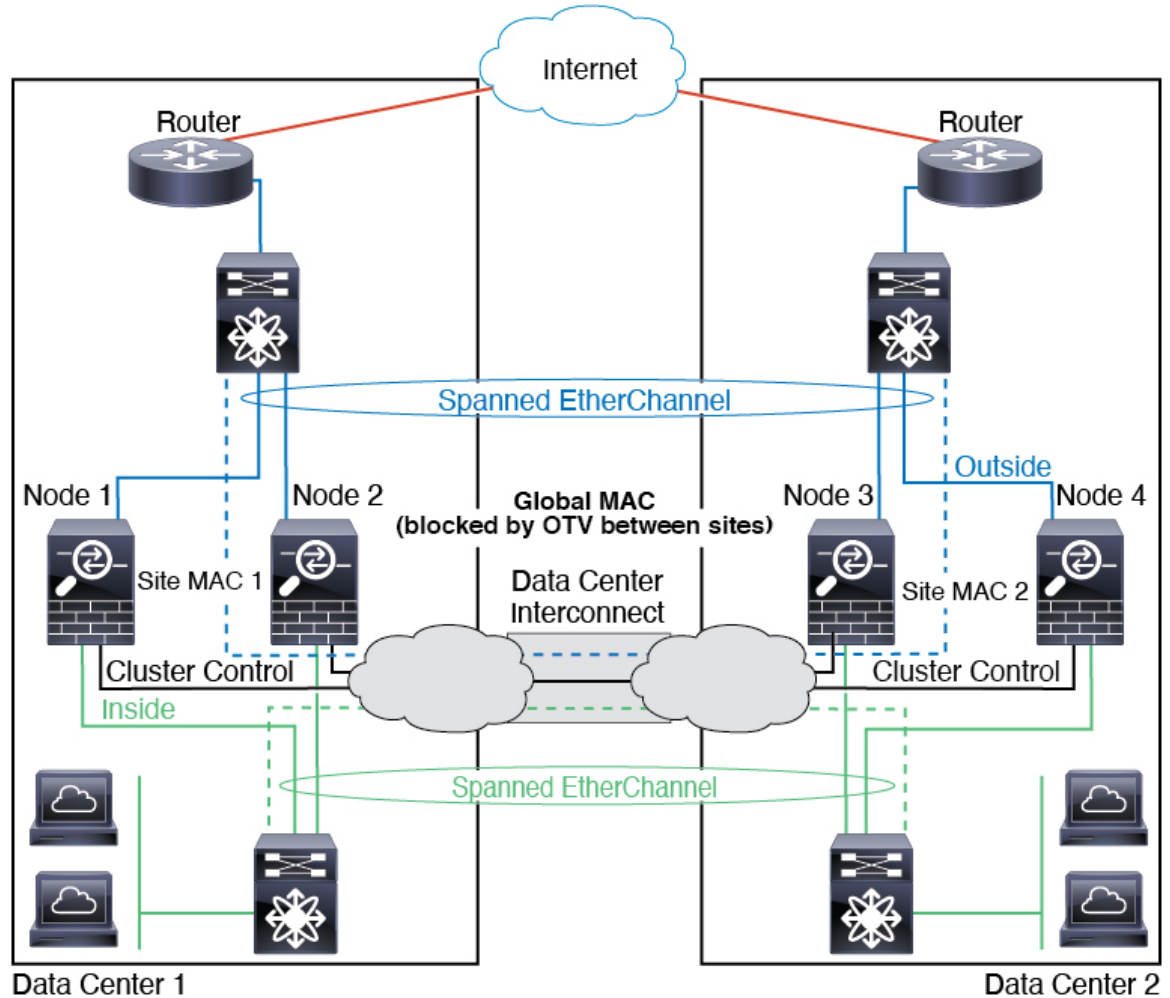 Internet
Router
Router
Spanned EtherChannel
Outside
Node 1
Node 2
Global MAC
(blocked by OTV between sites)
Node 3
Node 4
Site MAC 1
Data Center
Interconnect
Site MAC 2
Cluster Control
Cluster Control
Inside
Spanned EtherChannel
Data Center 1
Data Center 2